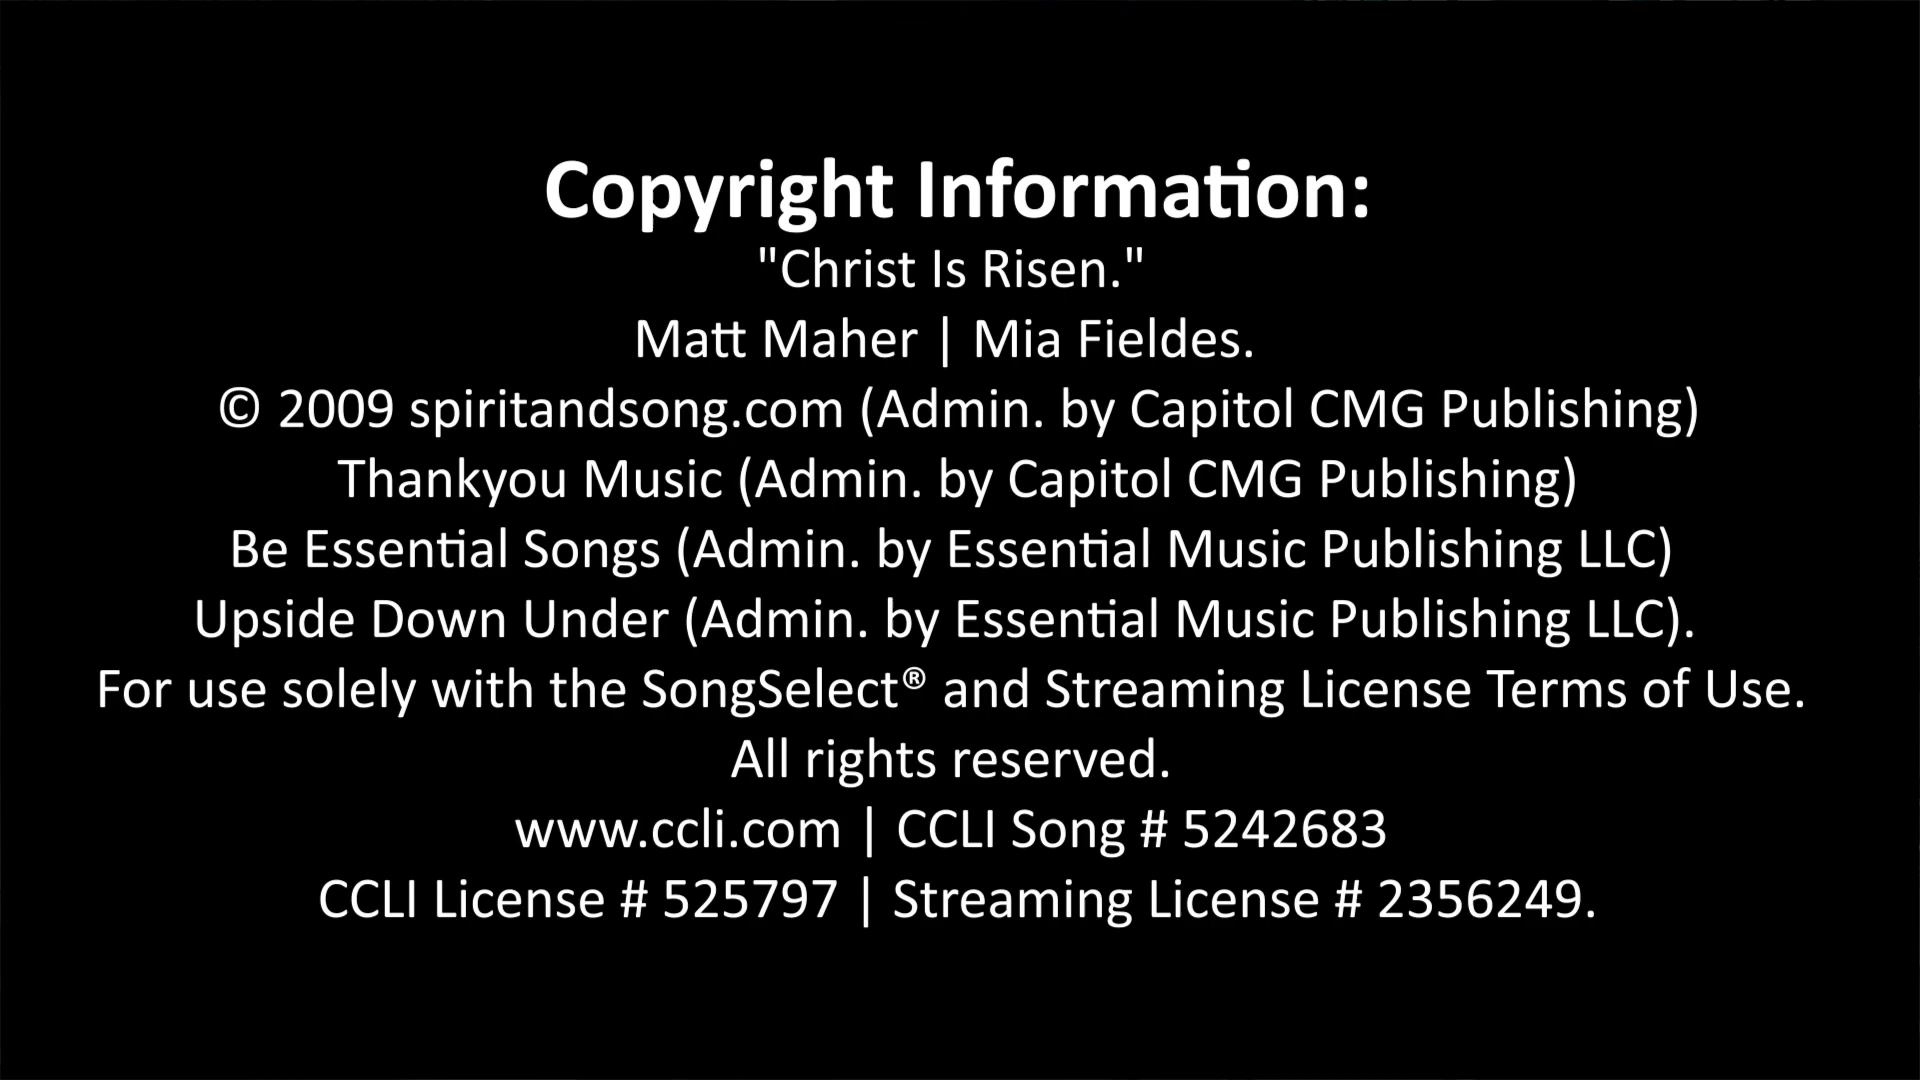 Copyright Information:
"Christ Is Risen."
Matt Maher | Mia Fieldes.
© 2009 spiritandsong.com (Admin. by Capitol CMG Publishing)
Thankyou Music (Admin. by Capitol CMG Publishing)
Be Essential Songs (Admin. by Essential Music Publishing LLC)
Upside Down Under (Admin. by Essential Music Publishing LLC).
For use solely with the SongSelect® and Streaming License Terms of Use.
All rights reserved.
www.ccli.com | CCLI Song # 5242683
CCLI License # 525797 | Streaming License # 2356249.